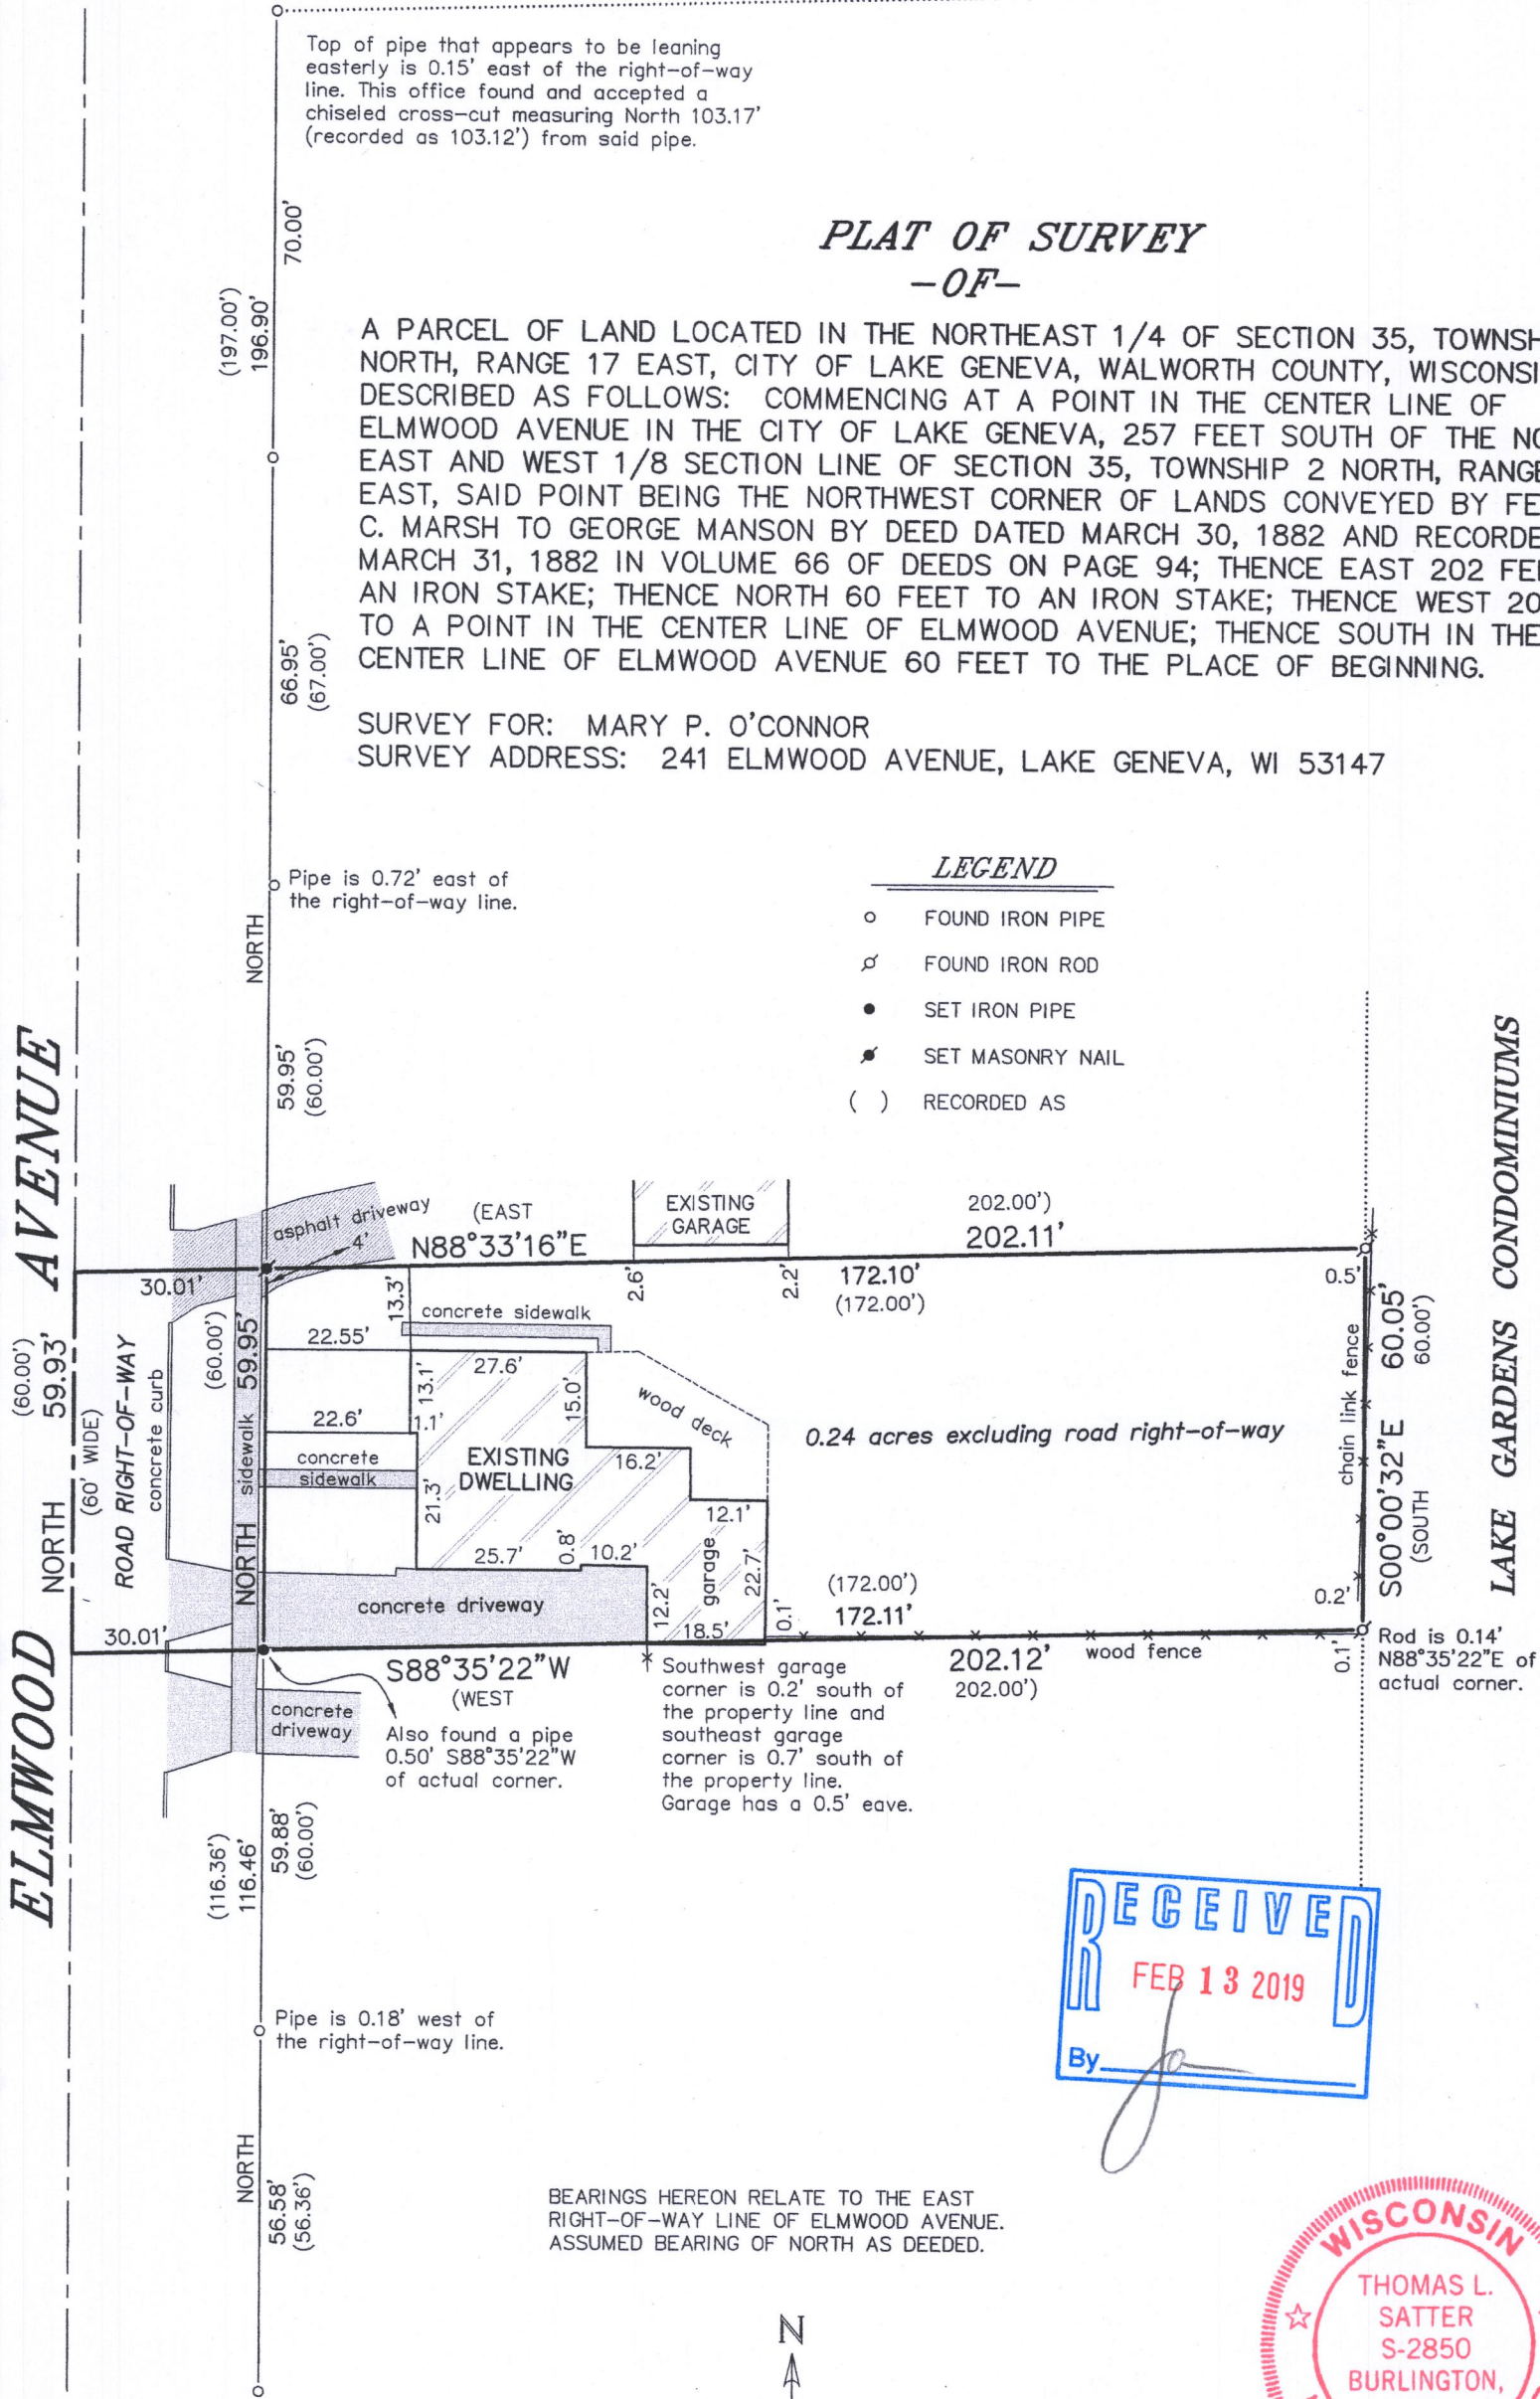 Top of pipe that appears to be leaning
easterly is 0.15' east of the right-of-way
line. This office found and accepted a
chiseled cross-cut measuring North 103.17'
(recorded as 103.12') from said pipe.
70.00'
(197.00')
196.90'
PLAT OF SURVEY
-OF-
A PARCEL OF LAND LOCATED IN THE NORTHEAST 1/4 OF SECTION 35,
NORTH, RANGE 17 EAST, CITY OF LAKE GENEVA, WALWORTH COUNTY,
DESCRIBED AS FOLLOWS: COMMENCING AT A POINT IN THE CENTER LINE OF
ELMWOOD AVENUE IN THE CITY OF LAKE GENEVA, 257 FEET SOUTH OF THE
EAST AND WEST 1/8 SECTION LINE OF SECTION 35, TOWNSHIP 2 NORTH,
EAST, SAID POINT BEING THE NORTHWEST CORNER OF LANDS CONVEYED BY
C. MARSH TO GEORGE MANSON BY DEED DATED MARCH 30, 1882 AND
MARCH 31, 1882 IN VOLUME 66 OF DEEDS ON PAGE 94; THENCE EAST 202
AN IRON STAKE; THENCE NORTH 60 FEET TO AN IRON STAKE; THENCE WEST
TO A POINT IN THE CENTER LINE OF ELMWOOD AVENUE; THENCE SOUTH IN THE
CENTER LINE OF ELMWOOD AVENUE 60 FEET TO THE PLACE OF BEGINNING.
66.95'
(67.00')
SURVEY FOR: MARY P. O'CONNOR
SURVEY ADDRESS: 241 ELMWOOD AVENUE, LAKE GENEVA, WI 53147
Pipe is 0.72' east of
the right-of-way line.
NORTH
59.95'
(60.00')
LEGEND
FOUND IRON PIPE
FOUND IRON ROD
SET IRON PIPE
SET MASONRY NAIL
( ) RECORDED AS
ELMWOOD AVENUE
LAKE GARDENS CONDOMINIUMS
asphalt driveway
4'
(EAST
N88°33'16"E
EXISTING
GARAGE
202.00')
202.11'
30.01'
13.3'
concrete sidewalk
2.6'
2.2'
172.10'
(172.00')
0.5'
(60.00')
NORTH 59.93'
(60' WIDE)
ROAD RIGHT-OF-WAY
concrete curb
(60.00')
NORTH 59.95'
sidewalk
22.55'
27.6'
13.1'
15.0'
wood deck
22.6'
1.1'
concrete
sidewalk
EXISTING
DWELLING
16.2'
21.3'
12.1'
25.7'
0.8'
10.2'
garage
22.7'
12.2'
18.5'
0.24 acres excluding road right-of-way
chain link fence
S00°00'32"E 60.05'
(SOUTH 60.00')
concrete driveway
(172.00')
172.11'
0.1'
0.2'
30.01'
S88°35'22"W
(WEST
202.12'
202.00')
wood fence
0.1'
Rod is 0.14'
N88°35'22"E of
actual corner.
concrete
driveway
Also found a pipe
0.50' S88°35'22"W
of actual corner.
Southwest garage
corner is 0.2' south of
the property line and
southeast garage
corner is 0.7' south of
the property line.
Garage has a 0.5' eave.
(116.36')
116.46'
59.88'
(60.00')
RECEIVED
FEB 13 2019
By
Pipe is 0.18' west of
the right-of-way line.
NORTH
56.58'
(56.36')
BEARINGS HEREON RELATE TO THE EAST
RIGHT-OF-WAY LINE OF ELMWOOD AVENUE.
ASSUMED BEARING OF NORTH AS DEEDED.
N
WISCONSIN
THOMAS L.
SATTER
S-2850
BURLINGTON,